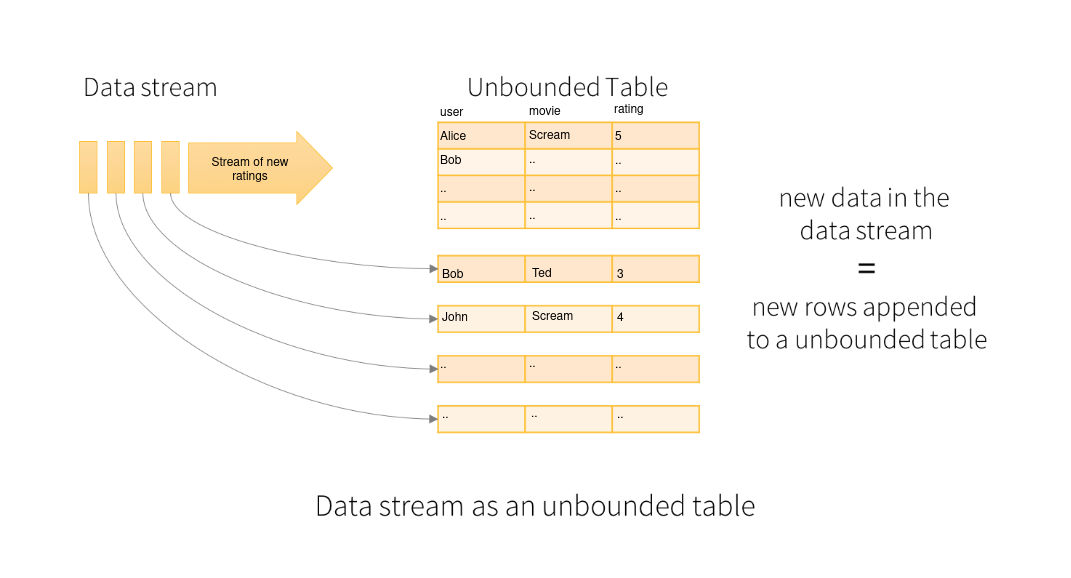 Data stream
Unbounded Table
user movie rating
Alice Scream 5
Bob .. ..
.. .. ..
.. .. ..
Stream of new
ratings
Bob Ted 3
John Scream 4
.. .. ..
.. .. ..
new data in the
data stream
=
new rows appended
to a unbounded table
Data stream as an unbounded table